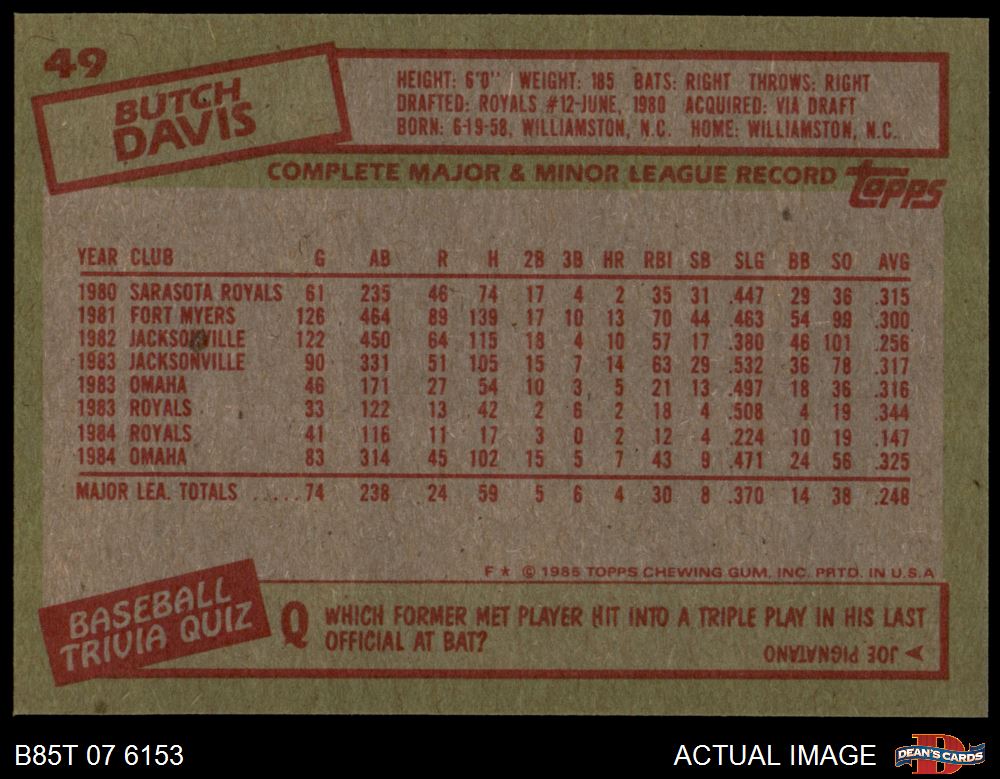 49
BUTCH
DAVIS
HEIGHT: 6'0" WEIGHT: 185 BATS: RIGHT THROWS: RIGHT
DRAFTED: ROYALS #12-JUNE, 1980 ACQUIRED: VIA DRAFT
BORN: 6-19-58, WILLIAMSTON, N.C. HOME: WILLIAMSTON, N.C.
COMPLETE MAJOR & MINOR LEAGUE RECORD topps
YEAR CLUB G AB R H 2B 3B HR RBI SB SLG BB SO AVG
1980 SARASOTA ROYALS 61 235 46 74 17 4 2 35 31 .447 29 36 .315
1981 FORT MYERS 126 464 89 139 17 10 13 70 44 .463 54 99 .300
1982 JACKSONVILLE 122 450 64 115 18 4 10 57 17 .380 46 101 .256
1983 JACKSONVILLE 90 331 51 105 15 7 14 63 29 .532 36 78 .317
1983 OMAHA 46 171 27 54 10 3 5 21 13 .497 18 36 .316
1983 ROYALS 33 122 13 42 2 6 2 18 4 .508 4 19 .344
1984 ROYALS 41 116 11 17 3 0 2 12 4 .224 10 19 .147
1984 OMAHA 83 314 45 102 15 5 7 43 9 .471 24 56 .325
MAJOR LEA. TOTALS .....74 238 24 59 5 6 4 30 8 .370 14 38 .248
F★ © 1985 TOPPS CHEWING GUM, INC. PRTD. IN U.S.A
BASEBALL
TRIVIA QUIZ
Q WHICH FORMER MET PLAYER HIT INTO A TRIPLE PLAY IN HIS LAST
OFFICIAL AT BAT?
JOE PIGNATANO
B85T 07 6153 ACTUAL IMAGE DEAN'S CARDS